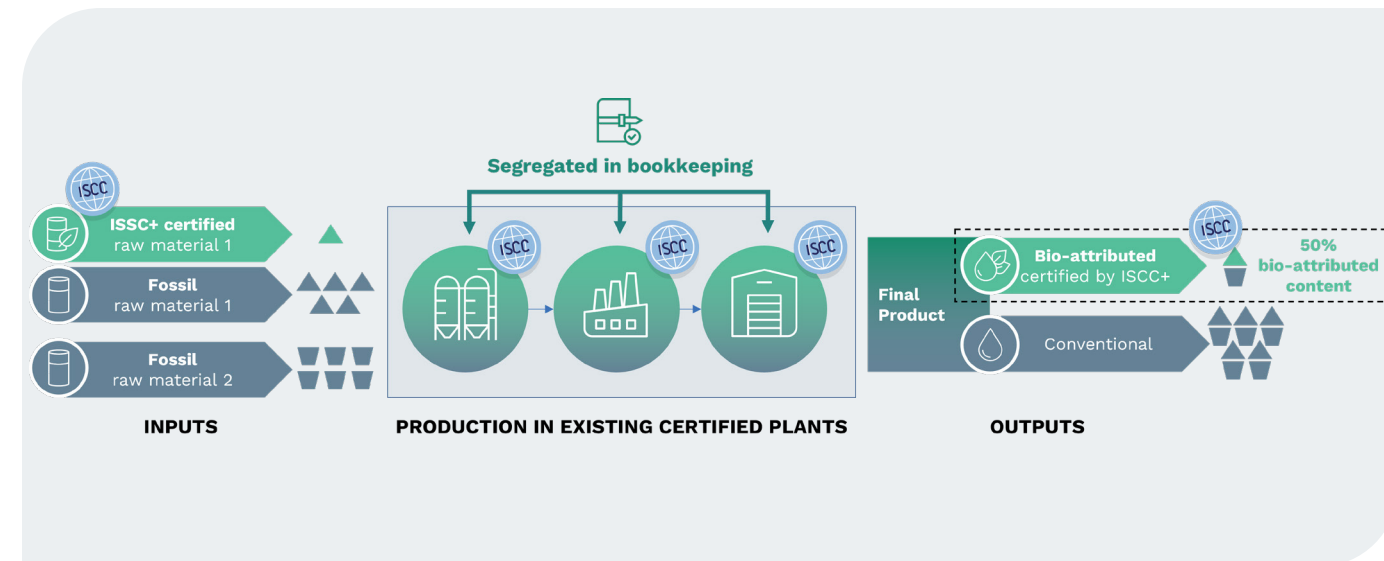 Segregated in bookkeeping
ISCC
ISSC+ certified
raw material 1
Fossil
raw material 1
Fossil
raw material 2
INPUTS
ISCC
ISCC
ISCC
PRODUCTION IN EXISTING CERTIFIED PLANTS
Final
Product
ISCC
Bio-attributed
certified by ISCC+
50%
bio-attributed
content
Conventional
OUTPUTS